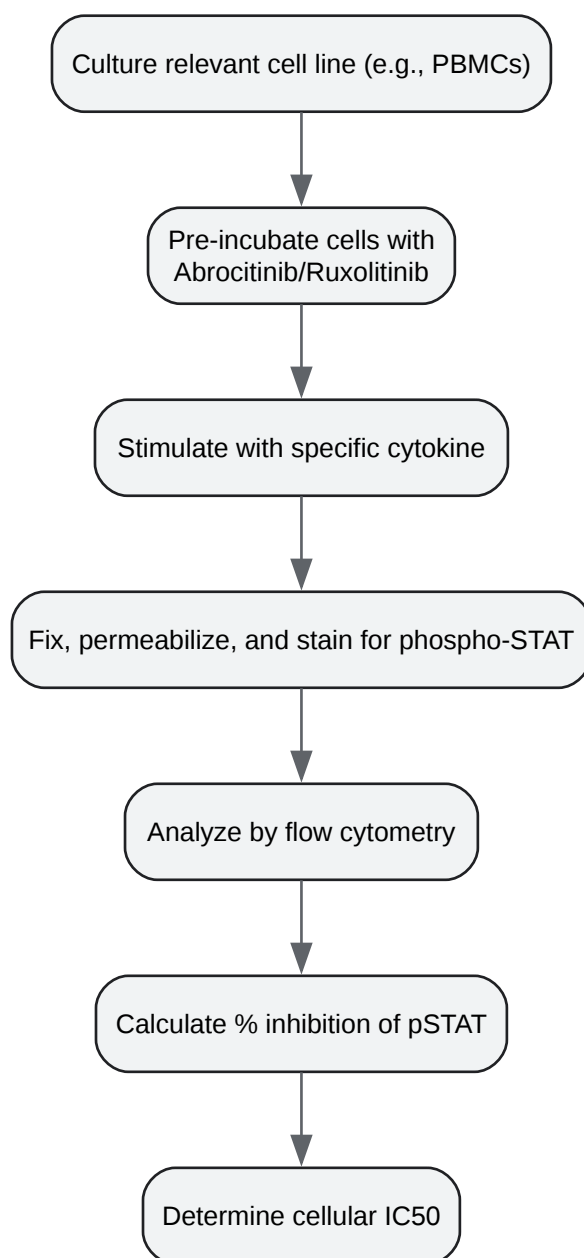 Culture relevant cell line (e.g., PBMCs)
Pre-incubate cells with
Abrocitinib/Ruxolitinib
Stimulate with specific cytokine
Fix, permeabilize, and stain for phospho-STAT
Analyze by flow cytometry
Calculate % inhibition of pSTAT
Determine cellular IC50